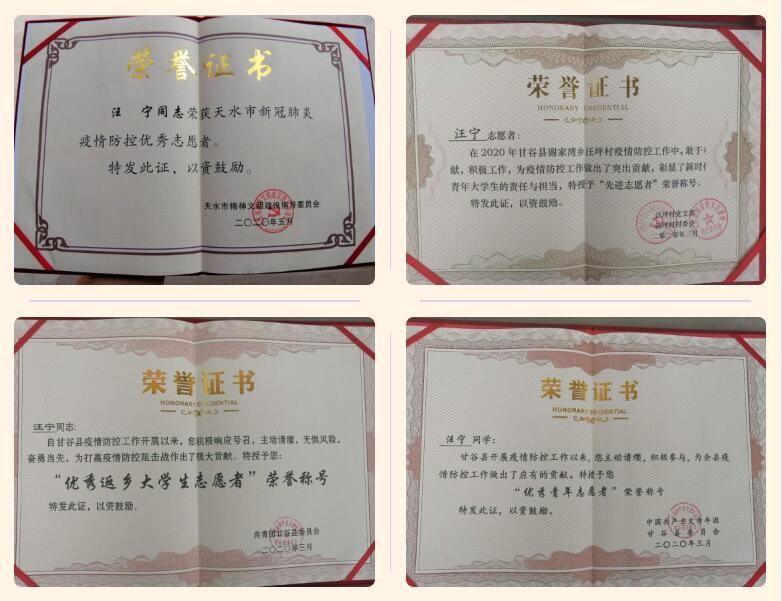 荣誉证书
汪 宁同志荣获天水市新冠肺炎
疫情防控优秀志愿者。
特发此证，以资鼓励。
天水市精神文明建设指导委员会
二〇二〇年五月
荣誉证书
HONORARY CREDENTIAL
汪宁志愿者：
在2020年甘谷县谢家湾乡汪坪村疫情防控工作中，敢于
献，积极工作，为疫情防控做出了突出贡献，彰显了新时代
青年大学生的责任与担当，特授予“先进志愿者”荣誉称号。
特发此证，以资鼓励。
汪坪村党支部
汪坪村村委会
二〇二〇年三月
荣誉证书
HONORARY CREDENTIAL
汪宁同志：
自甘谷县疫情防控工作开展以来，您积极响应号召，主动请缨，无惧风险，
奋勇当先，为打赢疫情防控阻击战作出了极大贡献。特授予您：
“优秀返乡大学生志愿者”荣誉称号
特发此证，以资鼓励。
共青团甘谷县委员会
二〇二〇年三月
荣誉证书
HONORARY CREDENTIAL
汪宁 同学：
甘谷县开展疫情防控工作以来，您主动请缨，积极参与，为全县疫
情防控工作做出了应有的贡献。特授予您
“优秀青年志愿者”荣誉称号
特发此证，以资鼓励。
中国共产主义青年团
甘谷县委员会
二〇二〇年三月